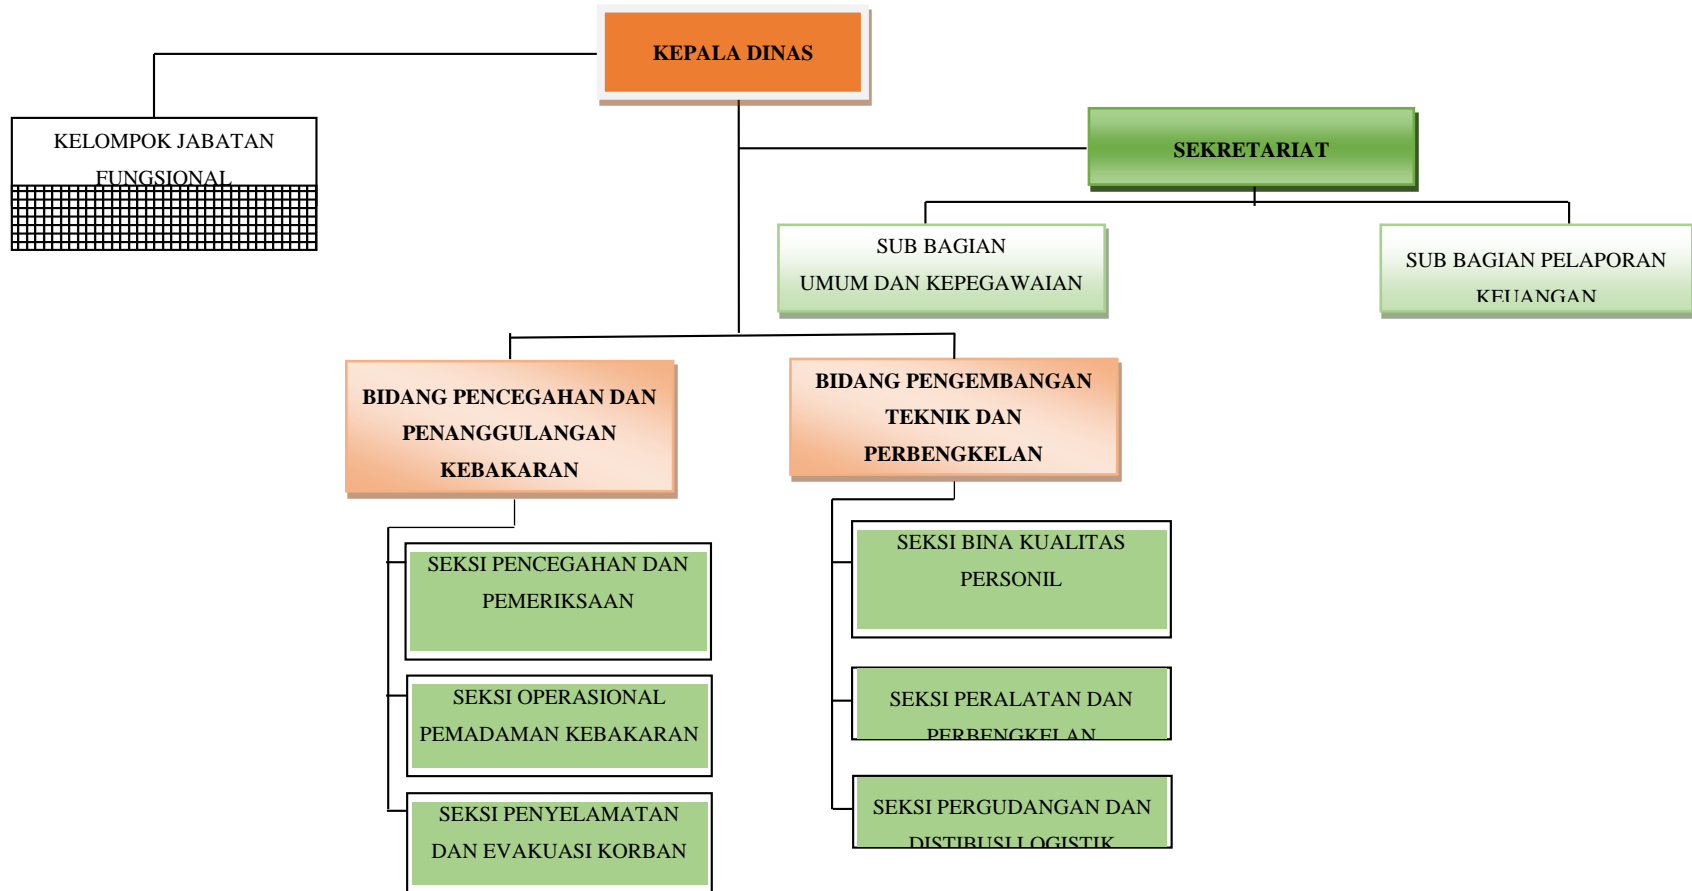 KEPALA DINAS
KELOMPOK JABATAN
FUNGSIONAL
SEKRETARIAT
SUB BAGIAN
UMUM DAN KEPEGAWAIAN
SUB BAGIAN PELAPORAN
KEUANGAN
BIDANG PENCEGAHAN DAN
PENANGGULANGAN
KEBAKARAN
BIDANG PENGEMBANGAN
TEKNIK DAN
PERBENGKELAN
SEKSI PENCEGAHAN DAN
PEMERIKSAAN
SEKSI OPERASIONAL
PEMADAMAN KEBAKARAN
SEKSI PENYELAMATAN
DAN EVAKUASI KORBAN
SEKSI BINA KUALITAS
PERSONIL
SEKSI PERALATAN DAN
PERBENGKELAN
SEKSI PERGUDANGAN DAN
DISTIBUSI LOGISTIK